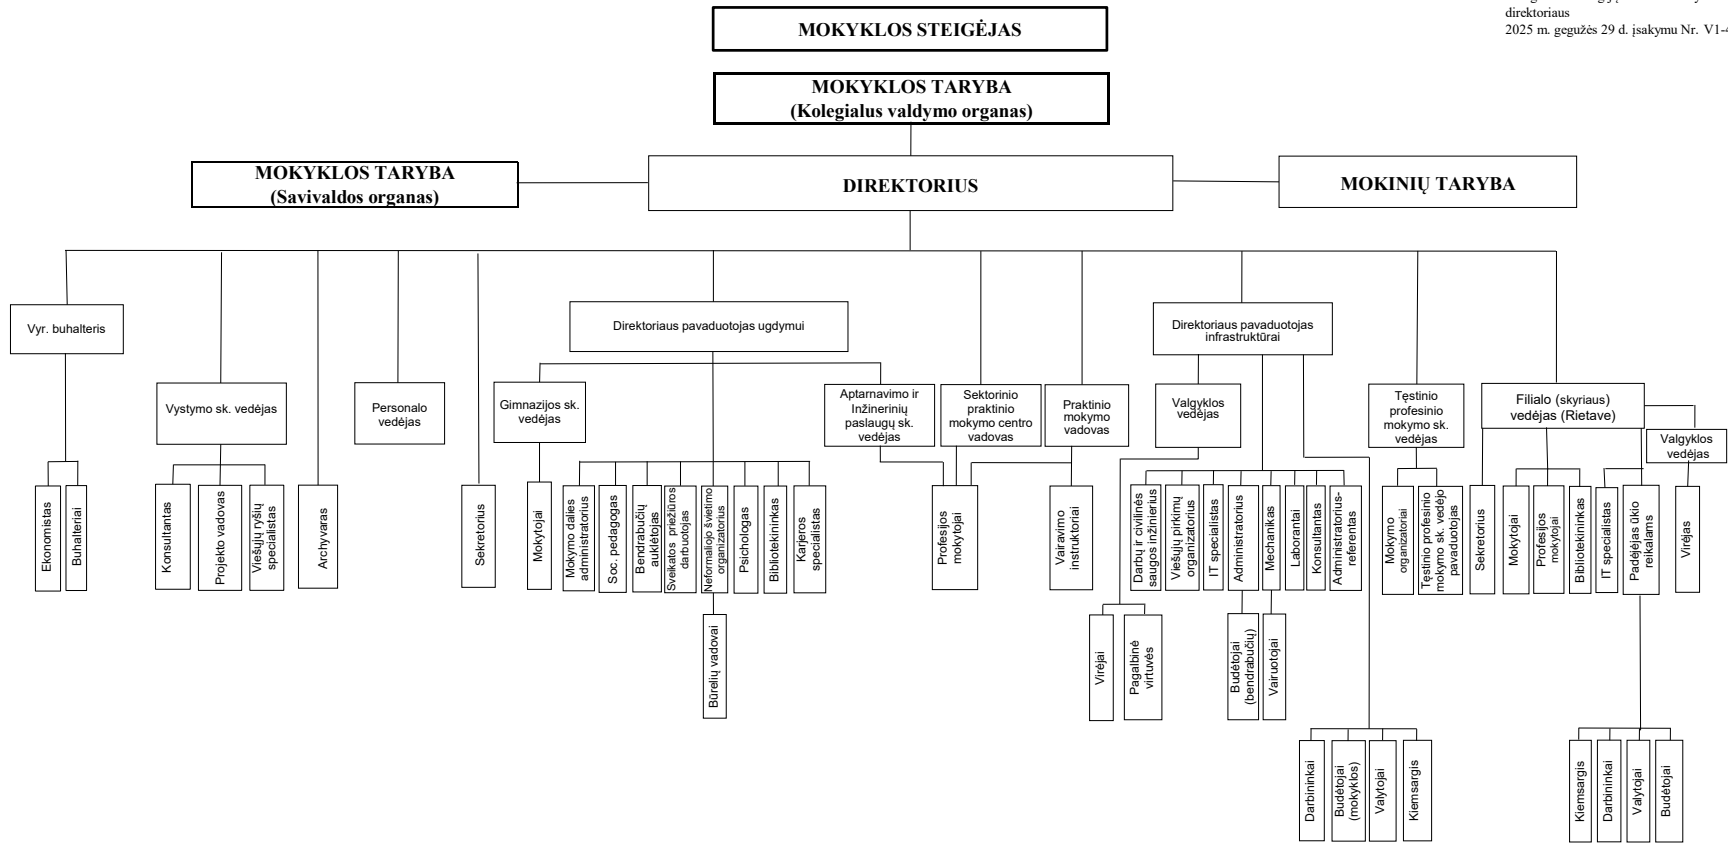 direktoriaus
2025 m. gegužės 29 d. įsakymu Nr. V1-4
MOKYKLOS STEIGĖJAS
MOKYKLOS TARYBA
(Kolegialus valdymo organas)
MOKYKLOS TARYBA
(Savivaldos organas)
DIREKTORIUS
MOKINIŲ TARYBA
Vyr. buhalteris
Direktoriaus pavaduotojas ugdymui
Direktoriaus pavaduotojas
infrastruktūrai
Vystymo sk. vedėjas
Personalo
vedėjas
Gimnazijos sk.
vedėjas
Aptarnavimo ir
Inžinerinių
paslaugų sk.
vedėjas
Sektorinio
praktinio
mokymo centro
vadovas
Praktinio
mokymo
vadovas
Valgyklos
vedėjas
Tęstinio
profesinio
mokymo sk.
vedėjas
Filialo (skyriaus)
vedėjas (Rietave)
Valgyklos
vedėjas
Ekonomistas
Buhalteriai
Konsultantas
Projekto vadovas
Viešųjų ryšių
specialistas
Archyvaras
Sekretorius
Mokytojai
Mokymo dalies
administratorius
Soc. pedagogas
Bendrabučių
auklėtojas
Sveikatos priežiūros
darbuotojas
Neformaliojo švietimo
organizatorius
Psichologas
Bibliotekininkas
Karjeros
specialistas
Profesijos
mokytojai
Vairavimo
instruktoriai
Darbų ir civilinės
saugos inžinierius
Viešųjų pirkimų
organizatorius
IT specialistas
Administratorius
Mechanikas
Laborantai
Konsultantas
Administratorius-
referentas
Mokymo
organizatoriai
Tęstinio profesinio
mokymo sk. vedėjo
pavaduotojas
Sekretorius
Mokytojai
Profesijos
mokytojai
Bibliotekininkas
IT specialistas
Padėjėjas ūkio
reikalams
Virėjas
Būrelių vadovai
Virėjai
Pagalbinė
virtuvės
Budėtojai
(bendrabučių)
Vairuotojai
Darbininkai
Budėtojai
(mokyklos)
Valytojai
Kiemsargis
Kiemsargis
Darbininkai
Valytojai
Budėtojai